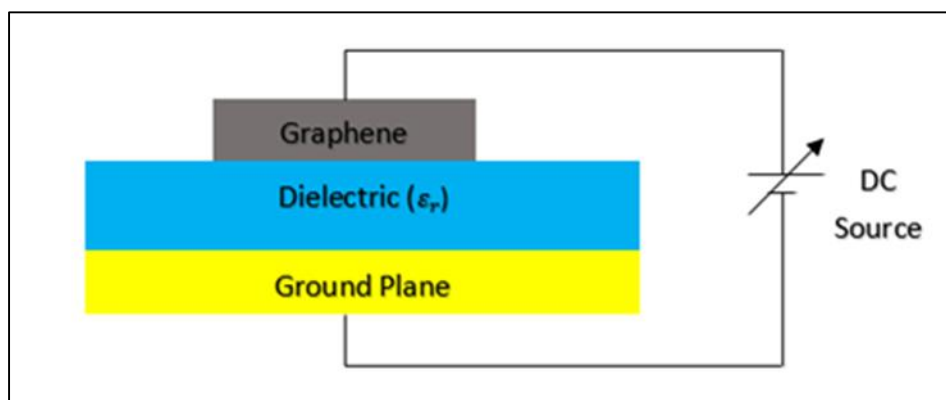 Graphene
Dielectric (εᵣ)
Ground Plane
DC
Source